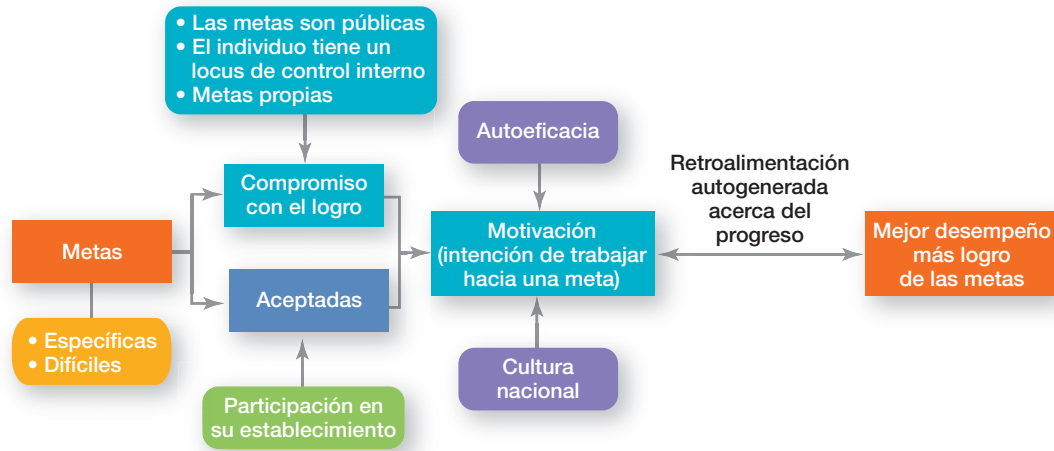 • Las metas son públicas
• El individuo tiene un
locus de control interno
• Metas propias
Autoeficacia
Retroalimentación
autogenerada
acerca del
progreso
Compromiso
con el logro
Metas
Motivación
(intención de trabajar
hacia una meta)
Mejor desempeño
más logro
de las metas
Aceptadas
• Específicas
• Difíciles
Cultura
nacional
Participación en
su establecimiento